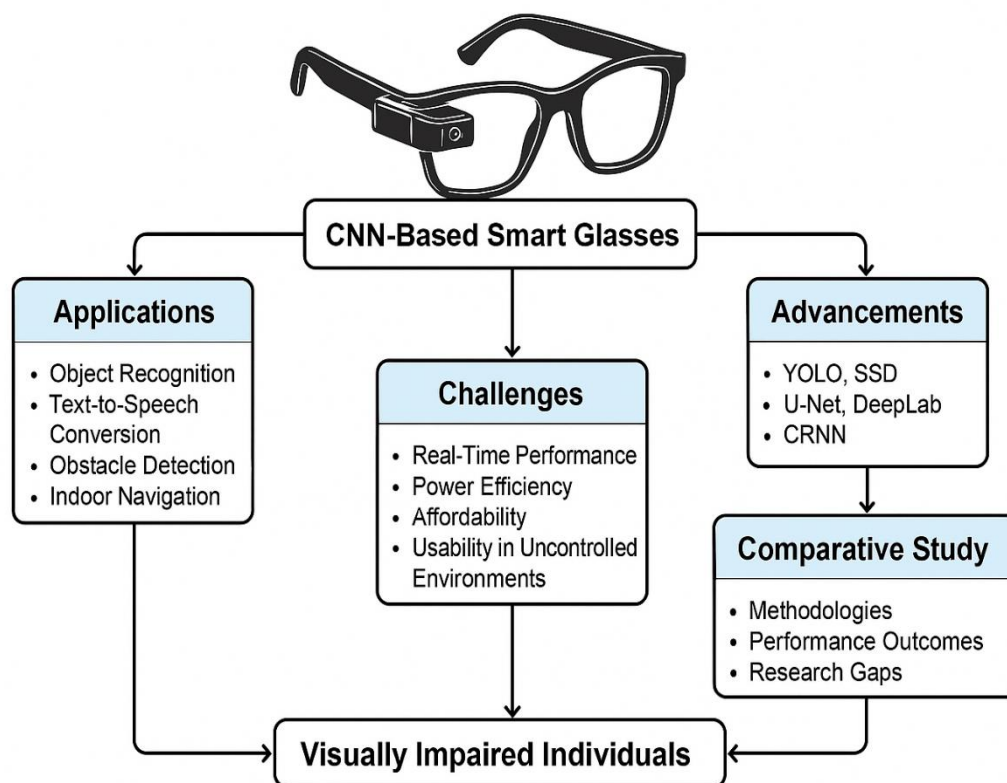 CNN-Based Smart Glasses
Applications
• Object Recognition
• Text-to-Speech
Conversion
• Obstacle Detection
• Indoor Navigation
Challenges
• Real-Time Performance
• Power Efficiency
• Affordability
• Usability in Uncontrolled
Environments
Advancements
• YOLO, SSD
• U-Net, DeepLab
• CRNN
Comparative Study
• Methodologies
• Performance Outcomes
• Research Gaps
Visually Impaired Individuals